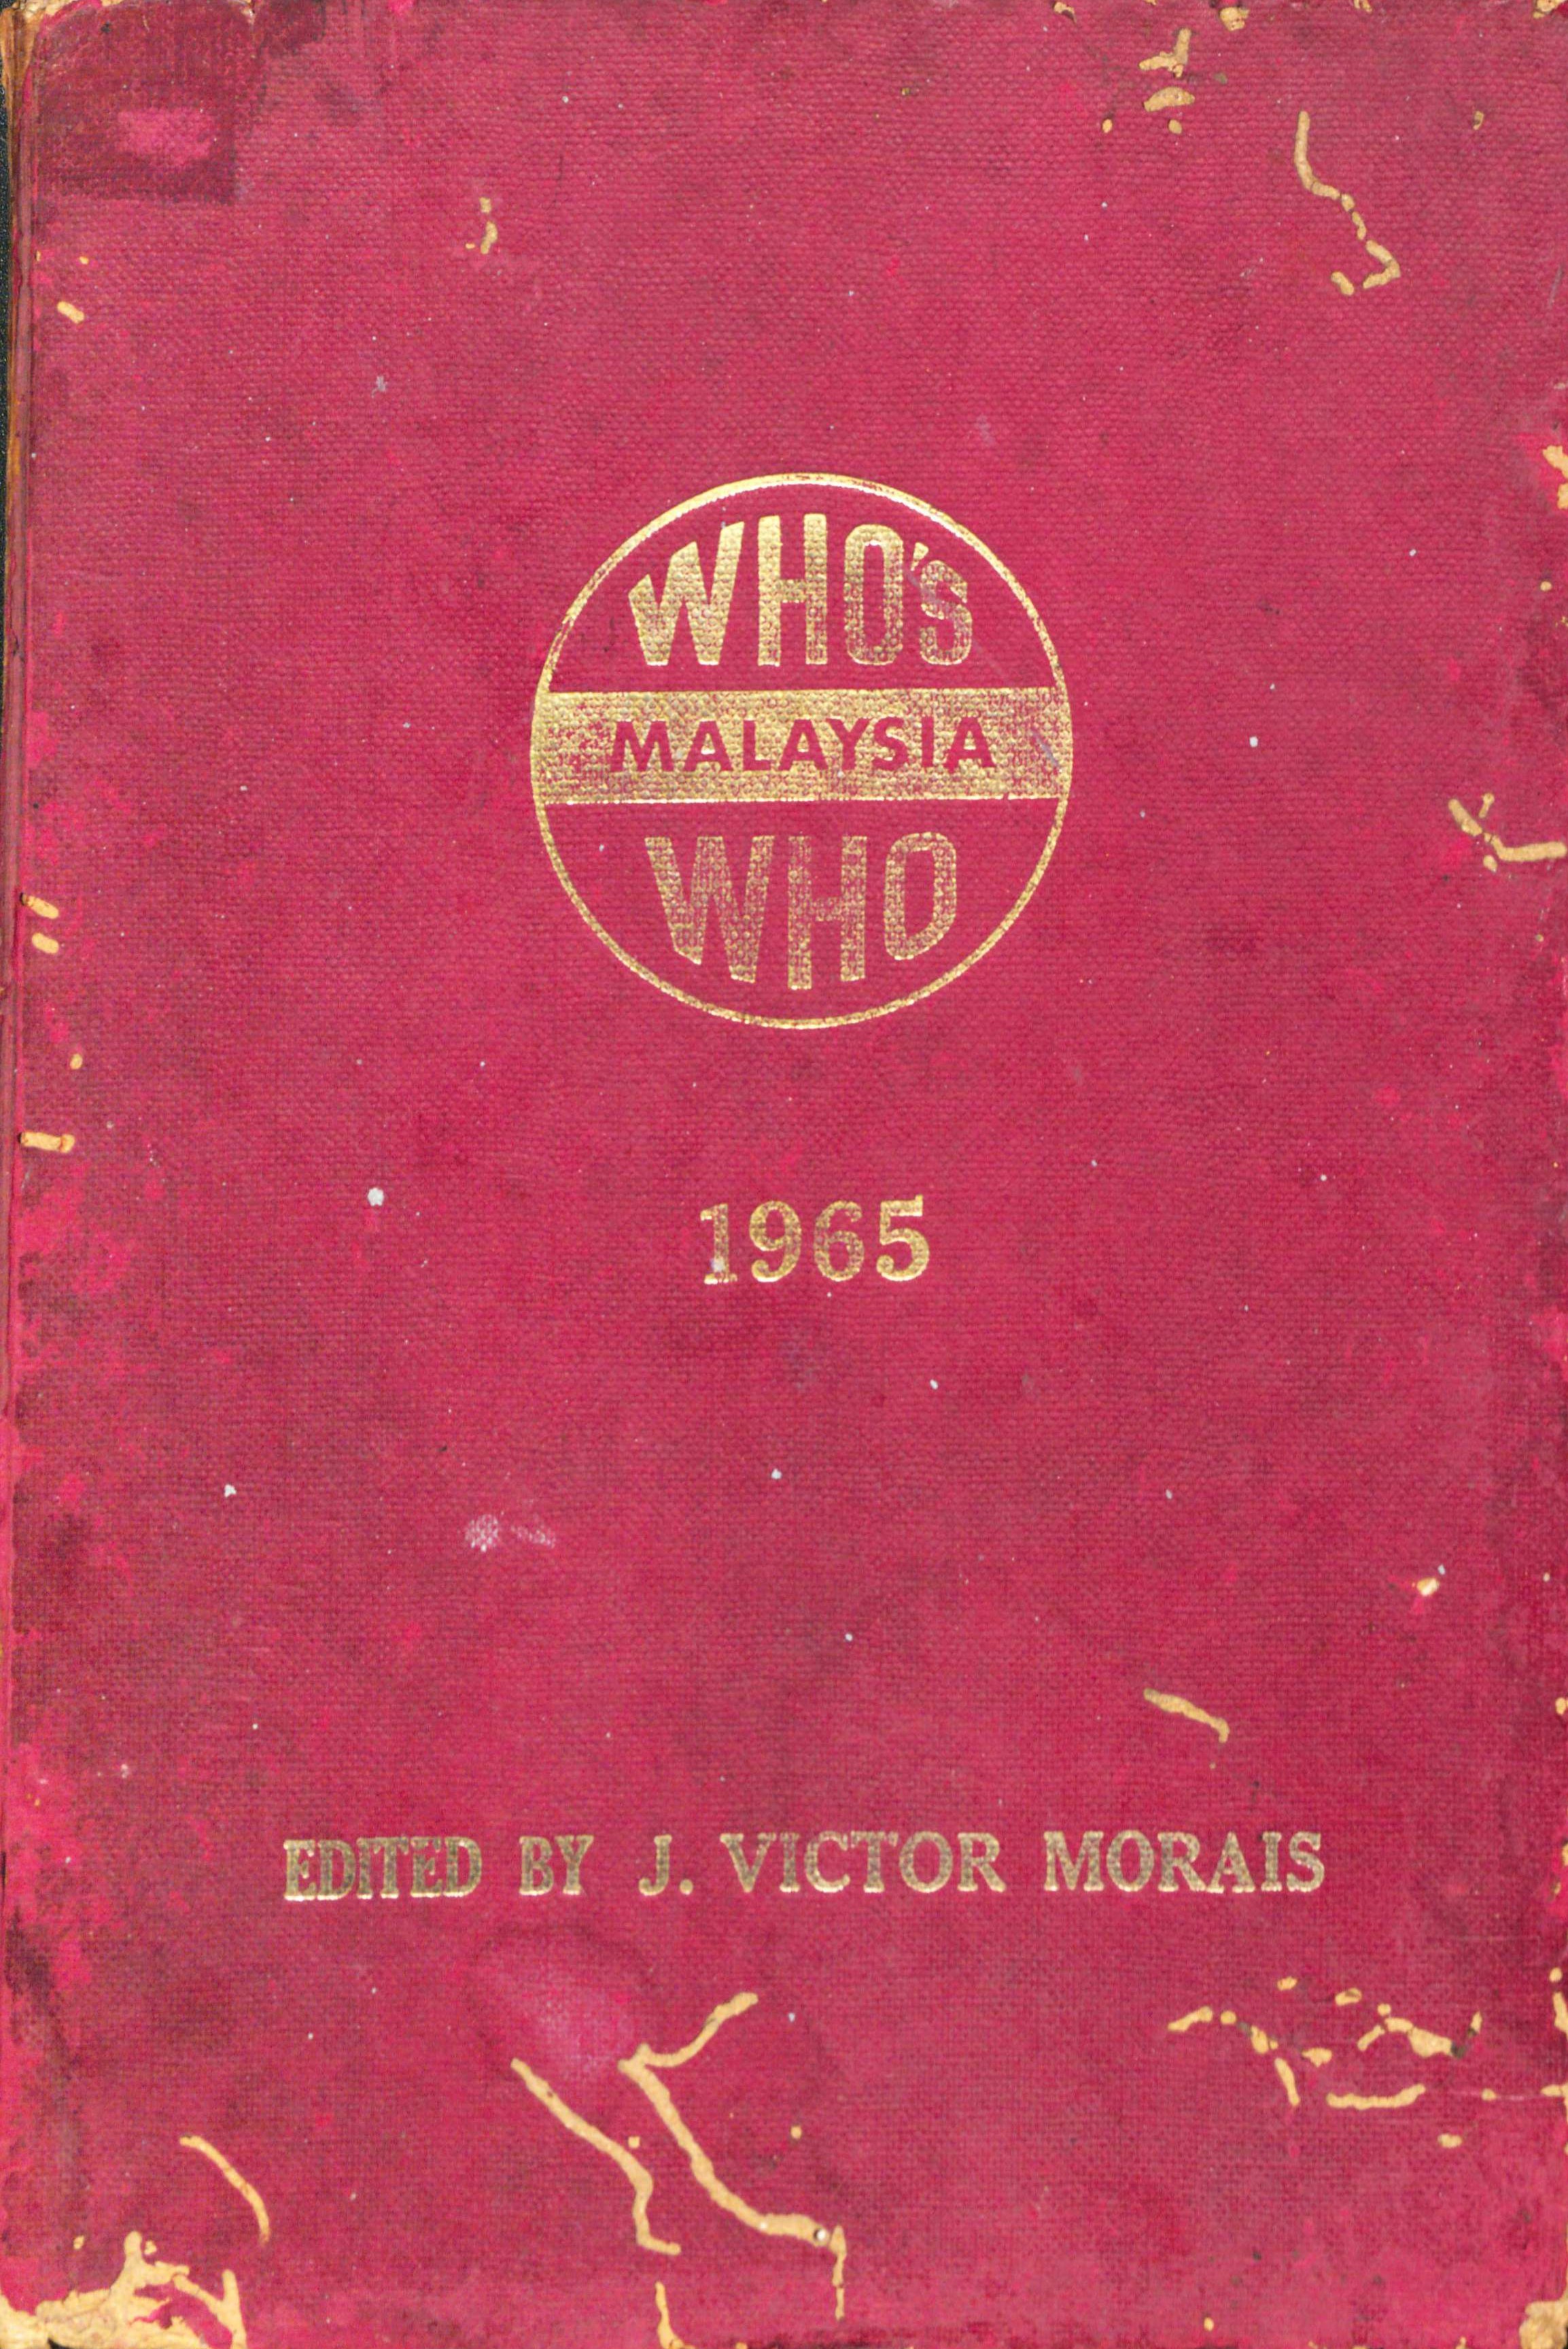 WHO's
MALAYSIA
WHO
1965
EDITED BY J. VICTOR MORAIS